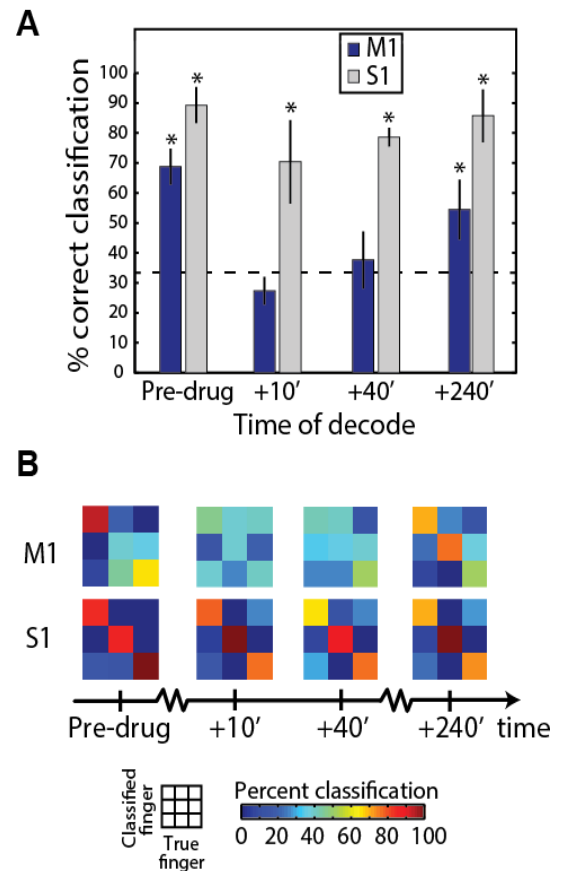 A
M1
S1
% correct classification
100
90
80
70
60
50
40
30
20
10
0
* * * * * *
Pre-drug +10' +40' +240'
Time of decode
B
M1
S1
Pre-drug +10' +40' +240' time
Classified finger
True finger
Percent classification
0 20 40 60 80 100